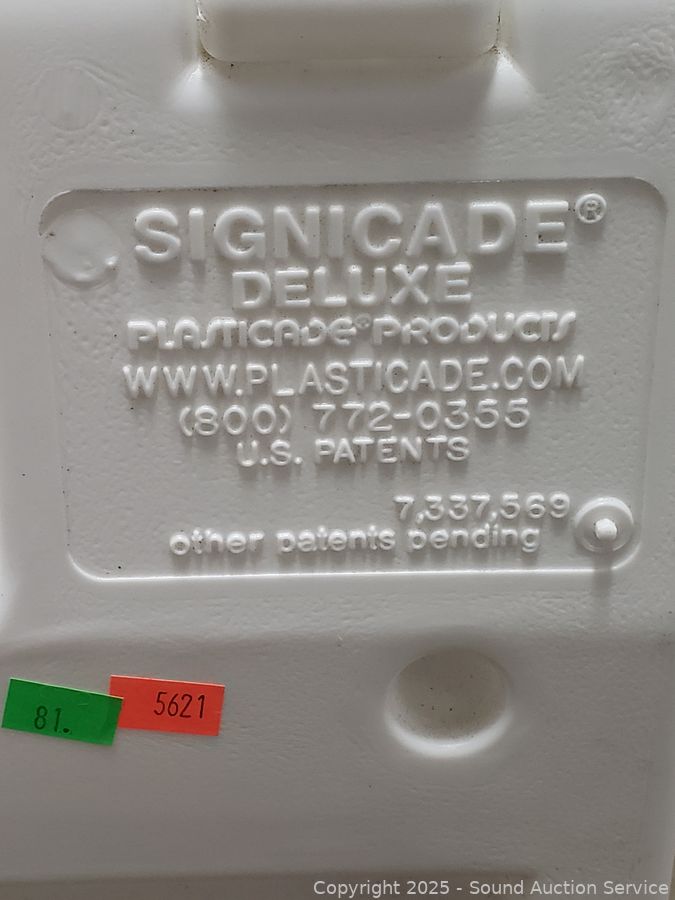 SIGNICADE®
DELUXE
PLASTICADE® PRODUCTS
WWW.PLASTICADE.COM
(800) 772-0355
U.S. PATENTS
7,337,569
other patents pending
5621
81.
Copyright 2025 - Sound Auction Service